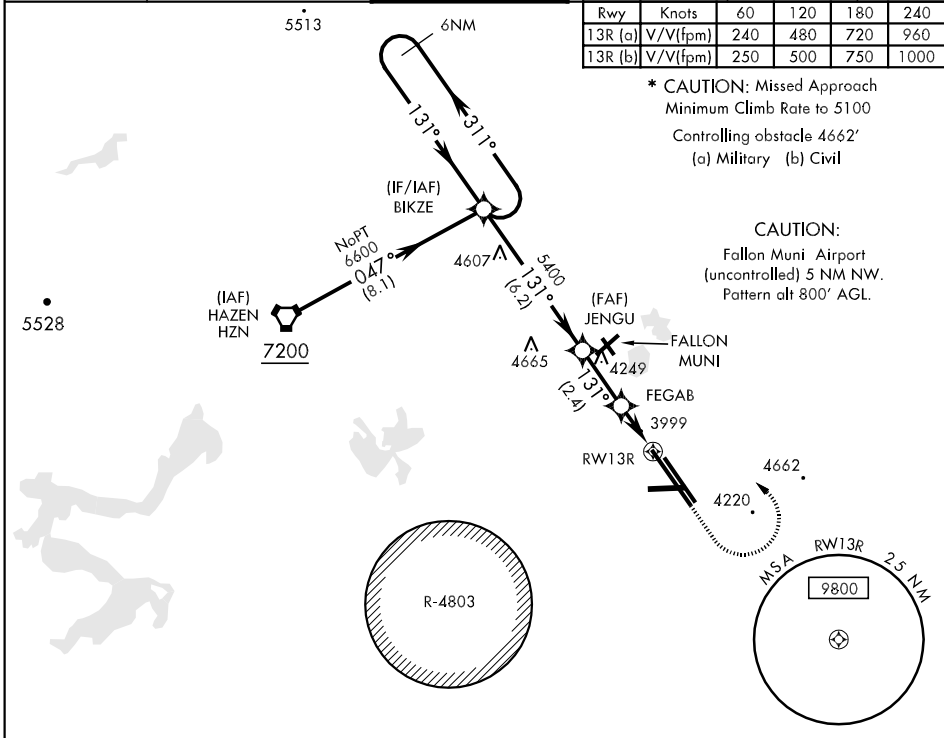 Rwy Knots 60 120 180 240
13R (a) V/V(fpm) 240 480 720 960
13R (b) V/V(fpm) 250 500 750 1000
* CAUTION: Missed Approach
Minimum Climb Rate to 5100
Controlling obstacle 4662'
(a) Military (b) Civil
CAUTION:
Fallon Muni Airport
(uncontrolled) 5 NM NW.
Pattern alt 800' AGL.
5513
6NM
131°
311°
(IF/IAF)
BIKZE
NoPT
6600
047°
(8.1)
4607
5400
131°
(6.2)
(IAF)
HAZEN
HZN
7200
5528
(FAF)
JENGU
4665
FALLON
MUNI
4249
131°
(2.4)
FEGAB
3999
RW13R
4662
4220
R-4803
MSA RW13R 25 NM
9800